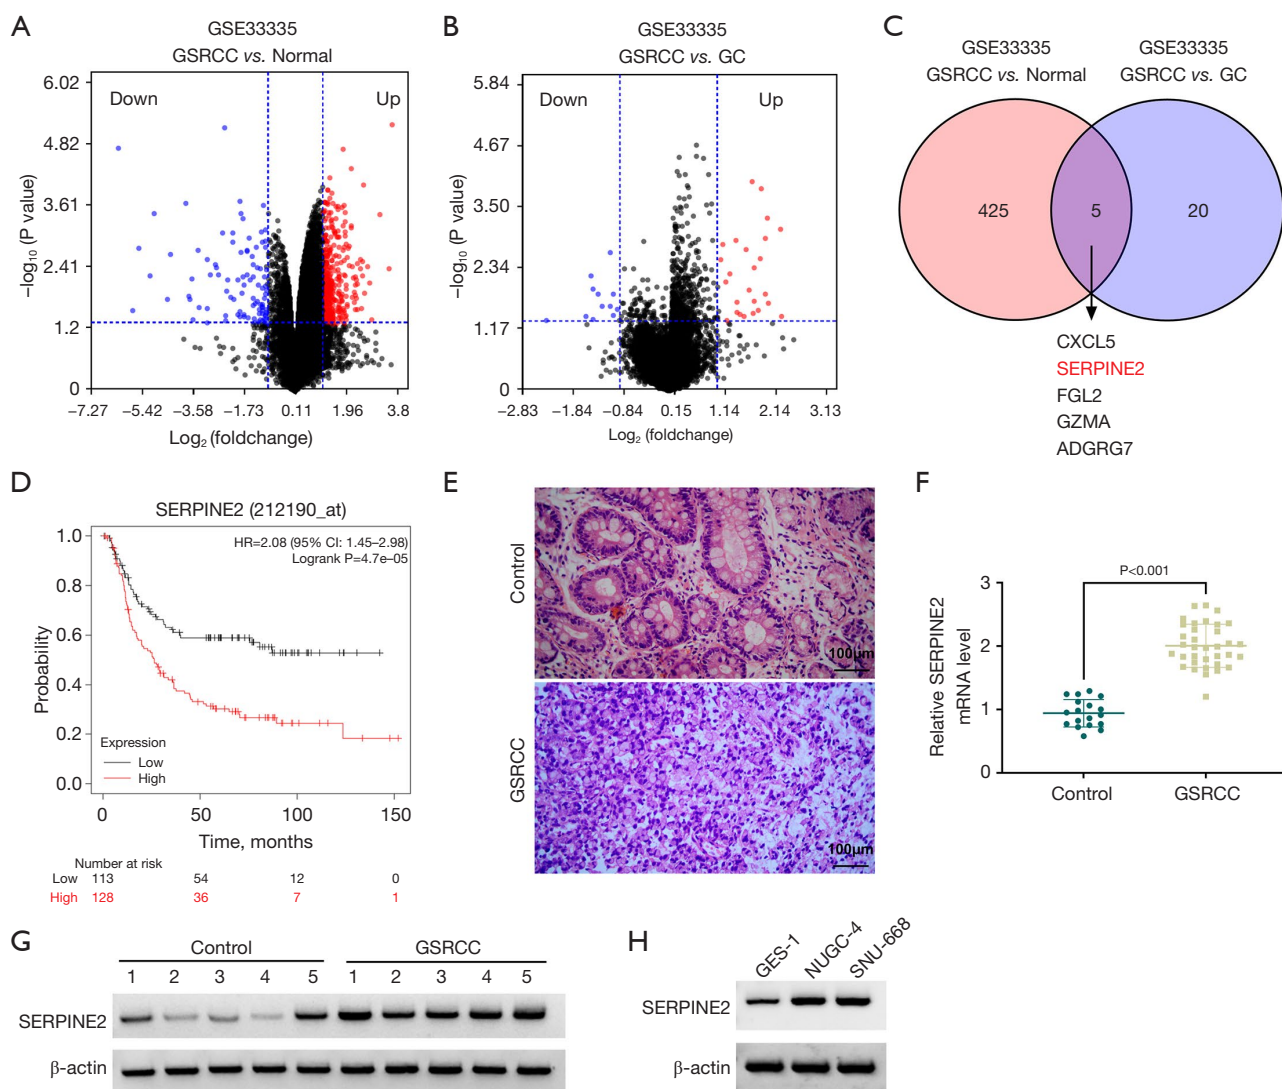 A
GSE33335
GSRCC vs. Normal
Down
Up
6.02
4.82
3.61
2.41
1.2
0
−log10 (P value)
−7.27 −5.42 −3.58 −1.73 0.11 1.96 3.8
Log2 (foldchange)
B
GSE33335
GSRCC vs. GC
Down
Up
5.84
4.67
3.50
2.34
1.17
0
−log10 (P value)
−2.83 −1.84 −0.84 0.15 1.14 2.14 3.13
Log2 (foldchange)
C
GSE33335
GSRCC vs. Normal
GSE33335
GSRCC vs. GC
425
5
20
CXCL5
SERPINE2
FGL2
GZMA
ADGRG7
D
SERPINE2 (212190_at)
HR=2.08 (95% CI: 1.45–2.98)
Logrank P=4.7e–05
1.0
0.8
0.6
0.4
0.2
0.0
Probability
Expression
Low
High
0 50 100 150
Time, months
Number at risk
Low 113 54 12 0
High 128 36 7 1
E
Control
100μm
GSRCC
100μm
F
P<0.001
3
2
1
0
Relative SERPINE2
mRNA level
Control GSRCC
G
Control GSRCC
1 2 3 4 5 1 2 3 4 5
SERPINE2
β-actin
H
GES-1 NUGC-4 SNU-668
SERPINE2
β-actin